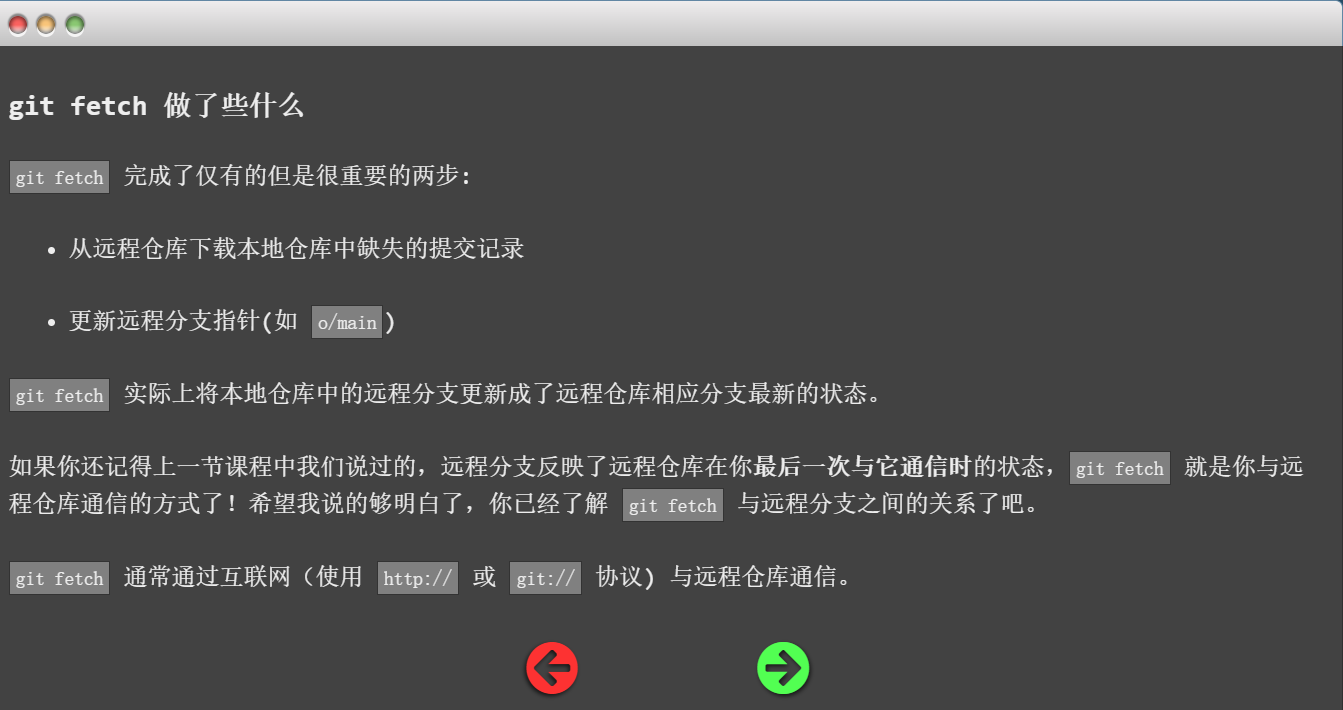 git fetch 做了些什么
git fetch 完成了仅有的但是很重要的两步:
• 从远程仓库下载本地仓库中缺失的提交记录
• 更新远程分支指针(如 o/main)
git fetch 实际上将本地仓库中的远程分支更新成了远程仓库相应分支最新的状态。
如果你还记得上一节课程中我们说过的，远程分支反映了远程仓库在你最后一次与它通信时的状态，git fetch 就是你与远
程仓库通信的方式了！希望我说的够明白了，你已经了解 git fetch 与远程分支之间的关系了吧。
git fetch 通常通过互联网（使用 http:// 或 git:// 协议) 与远程仓库通信。